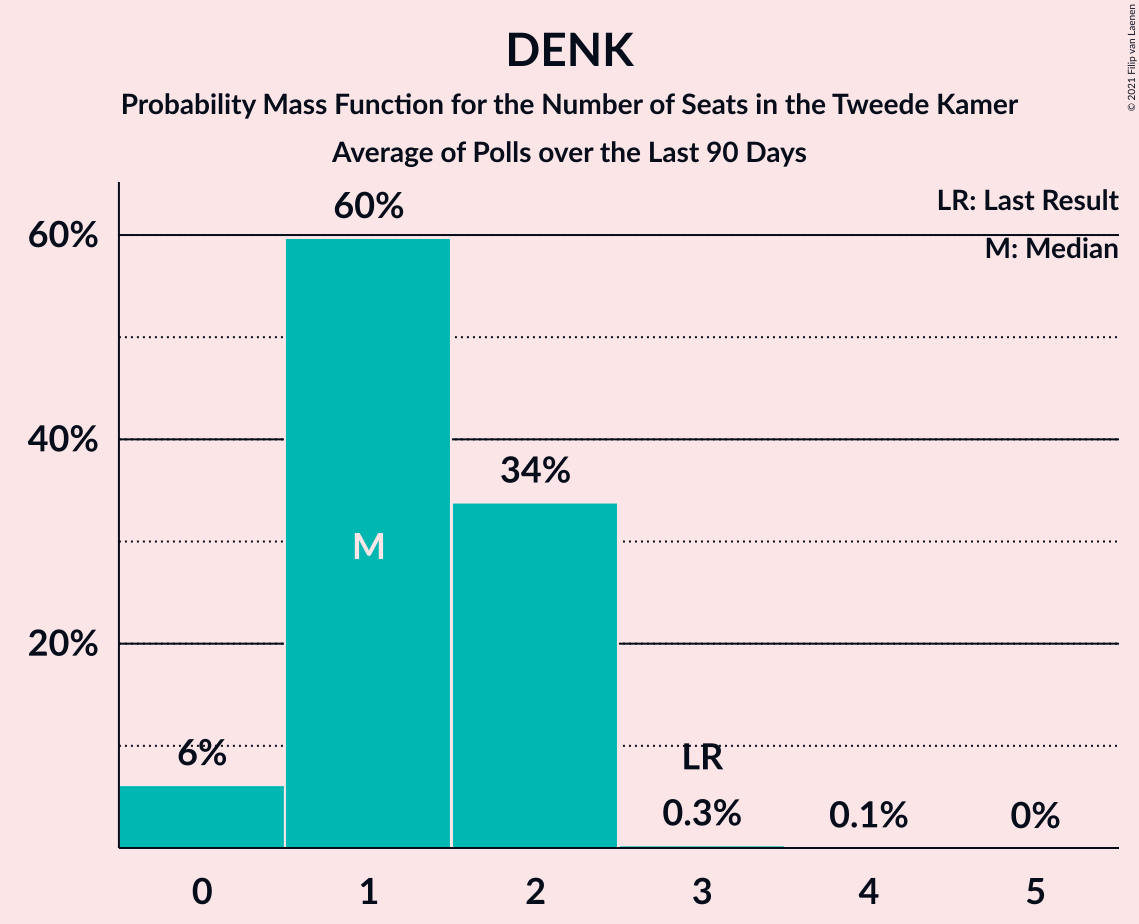 DENK
Probability Mass Function for the Number of Seats in the Tweede Kamer
Average of Polls over the Last 90 Days
© 2021 Filip van Laenen
LR: Last Result
M: Median
60%
40%
20%
6%
60%
M
34%
LR
0.3%
0.1%
0%
0 1 2 3 4 5